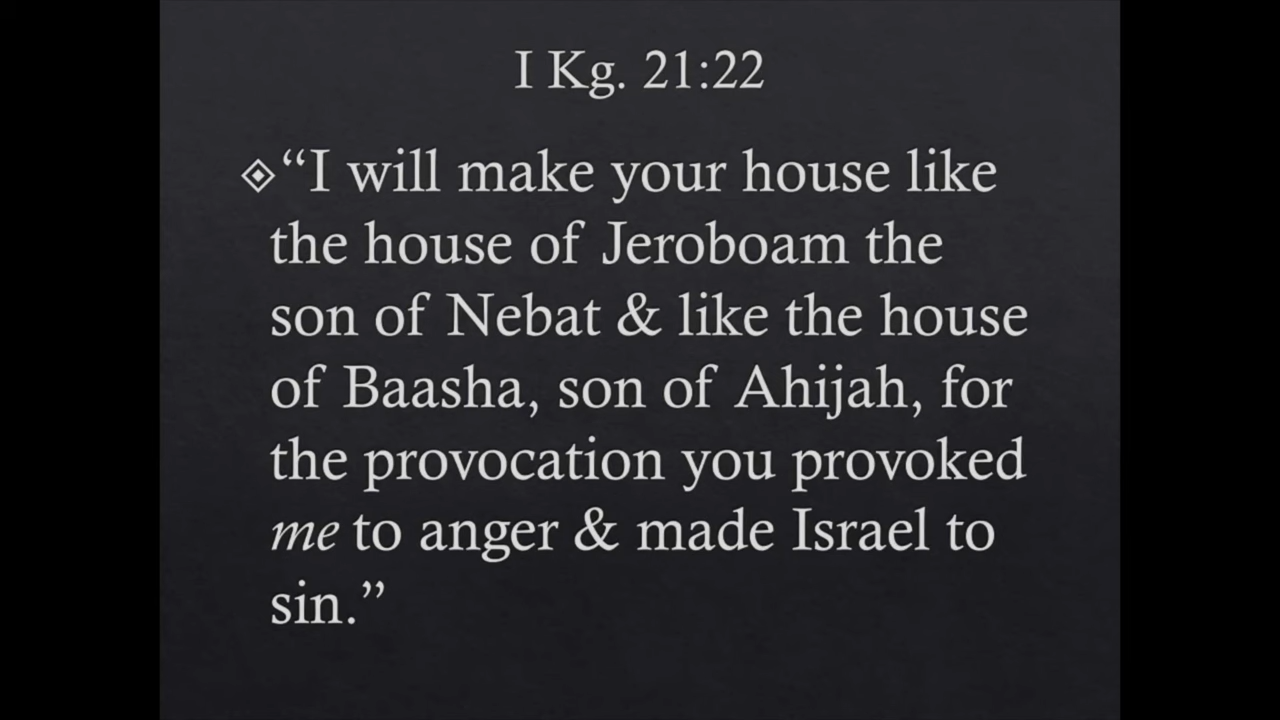 I Kg. 21:22
“I will make your house like
the house of Jeroboam the
son of Nebat & like the house
of Baasha, son of Ahijah, for
the provocation you provoked
me to anger & made Israel to
sin.”